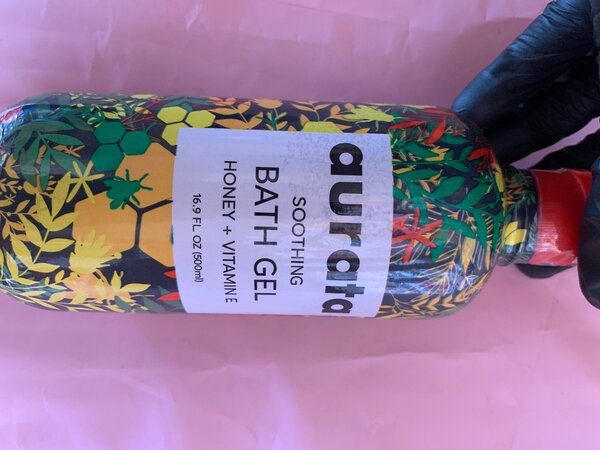 aurata
SOOTHING
BATH GEL
HONEY + VITAMIN E
16.9 FL OZ (500ml)